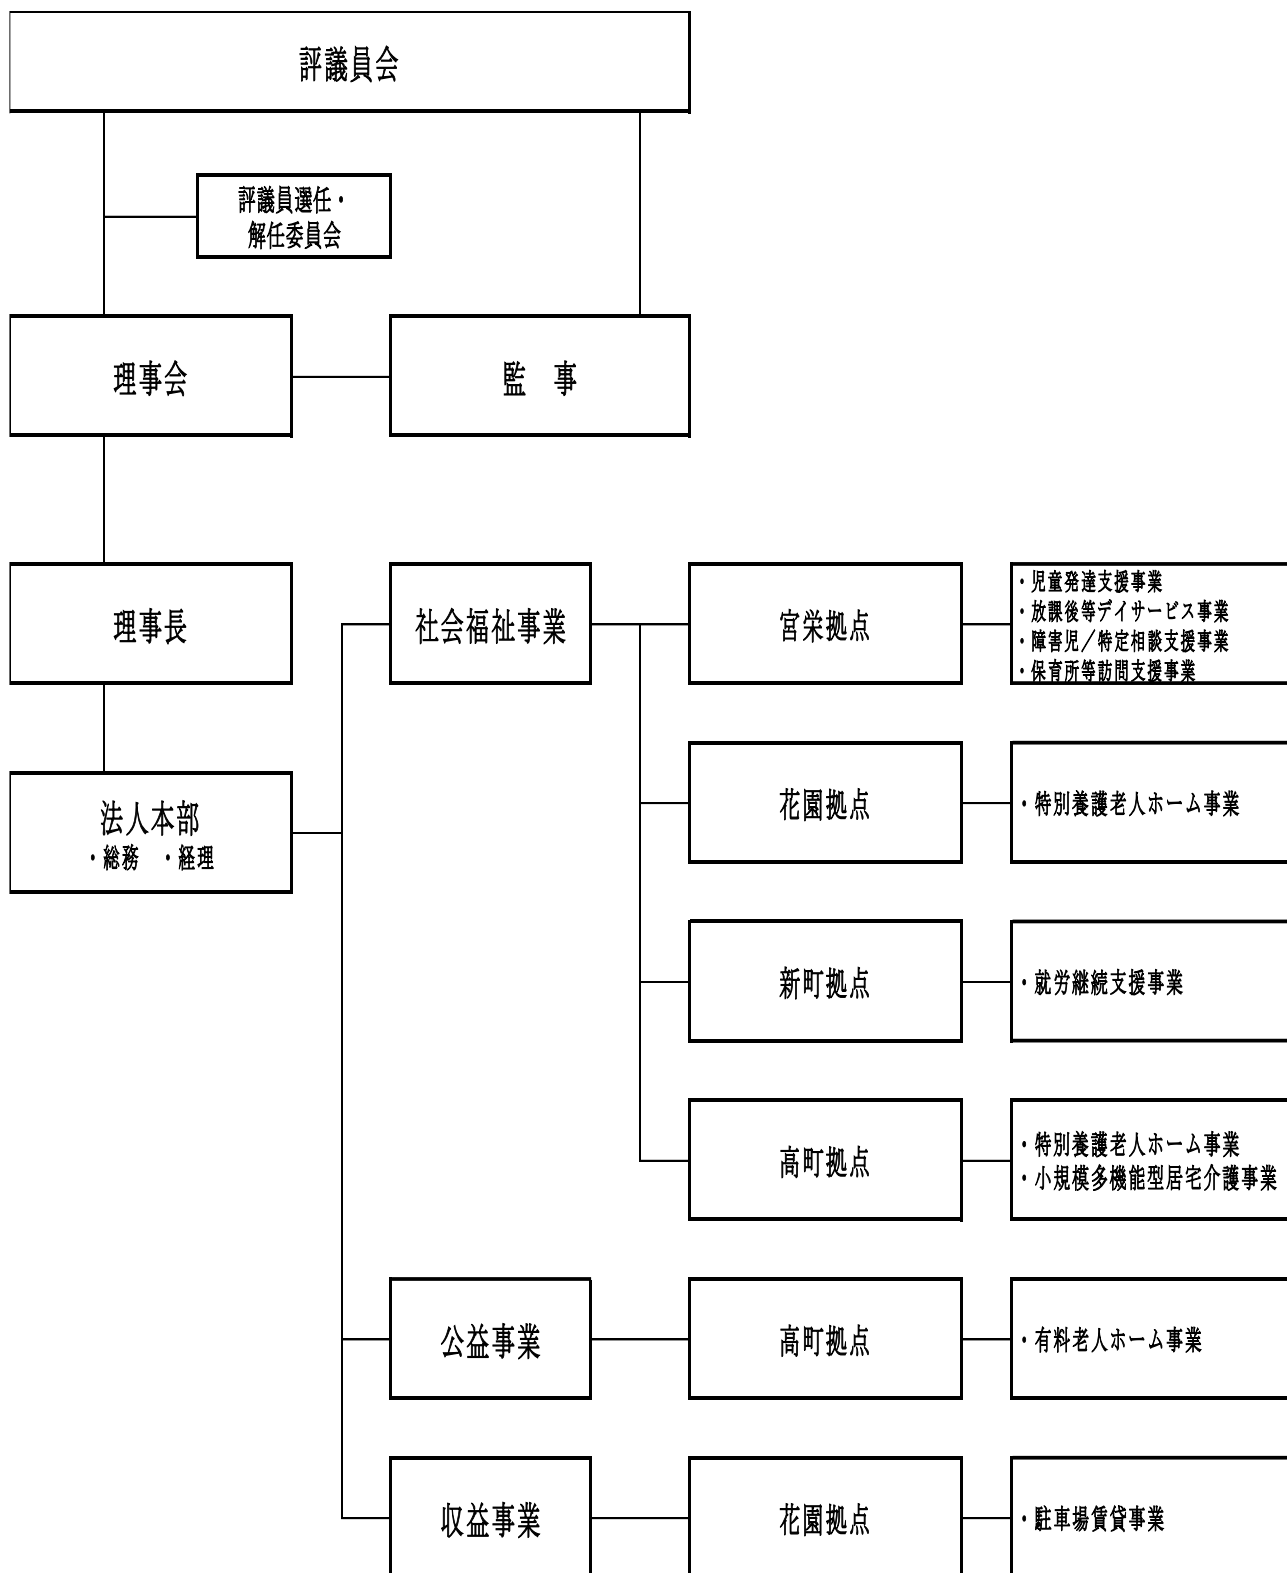 評議員会
評議員選任・
解任委員会
理事会
監　事
理事長
社会福祉事業
宮栄拠点
・児童発達支援事業
・放課後等デイサービス事業
・障害児／特定相談支援事業
・保育所等訪問支援事業
法人本部
・総務　・経理
花園拠点
・特別養護老人ホーム事業
新町拠点
・就労継続支援事業
高町拠点
・特別養護老人ホーム事業
・小規模多機能型居宅介護事業
公益事業
高町拠点
・有料老人ホーム事業
収益事業
花園拠点
・駐車場賃貸事業